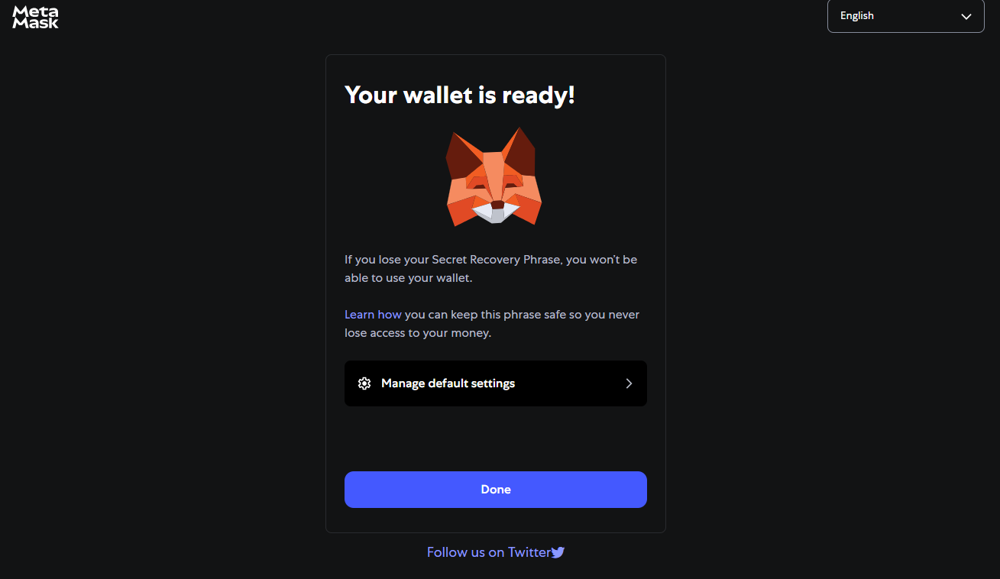 Meta
Mask
English
Your wallet is ready!
If you lose your Secret Recovery Phrase, you won’t be
able to use your wallet.
Learn how you can keep this phrase safe so you never
lose access to your money.
Manage default settings
Done
Follow us on Twitter